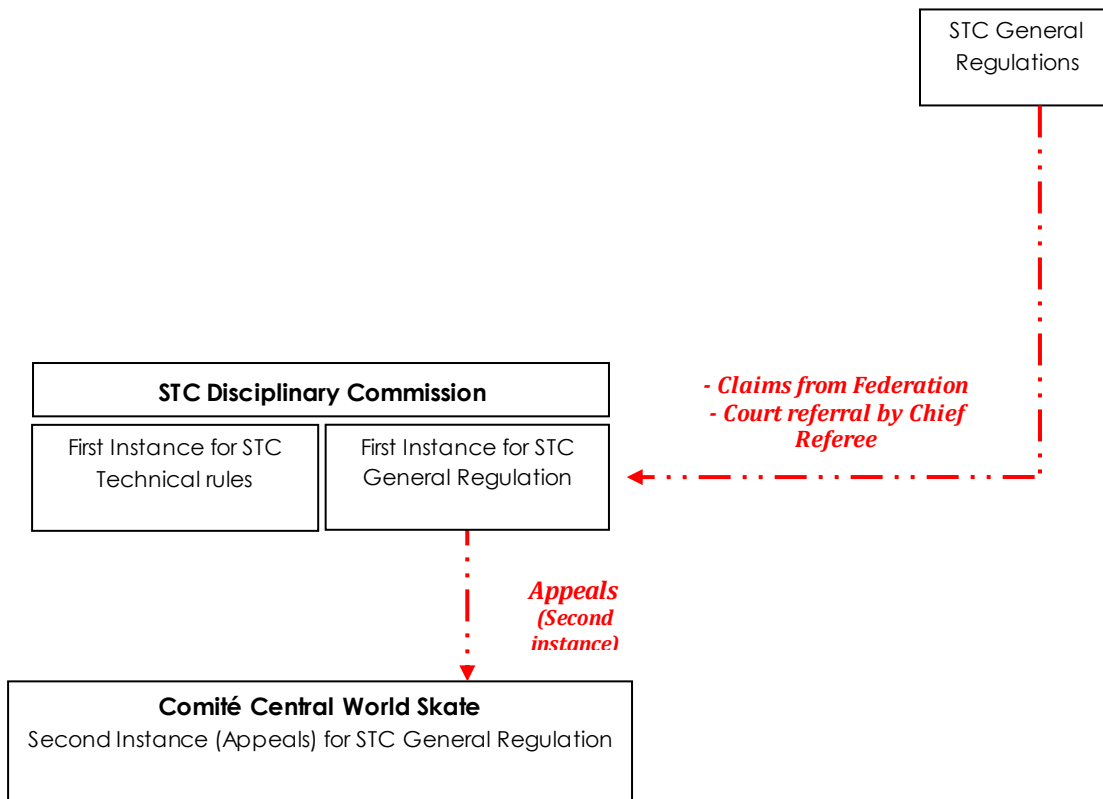 STC General
Regulations
- Claims from Federation
- Court referral by Chief
Referee
STC Disciplinary Commission
First Instance for STC
Technical rules
First Instance for STC
General Regulation
Appeals
(Second
instance)
Comité Central World Skate
Second Instance (Appeals) for STC General Regulation